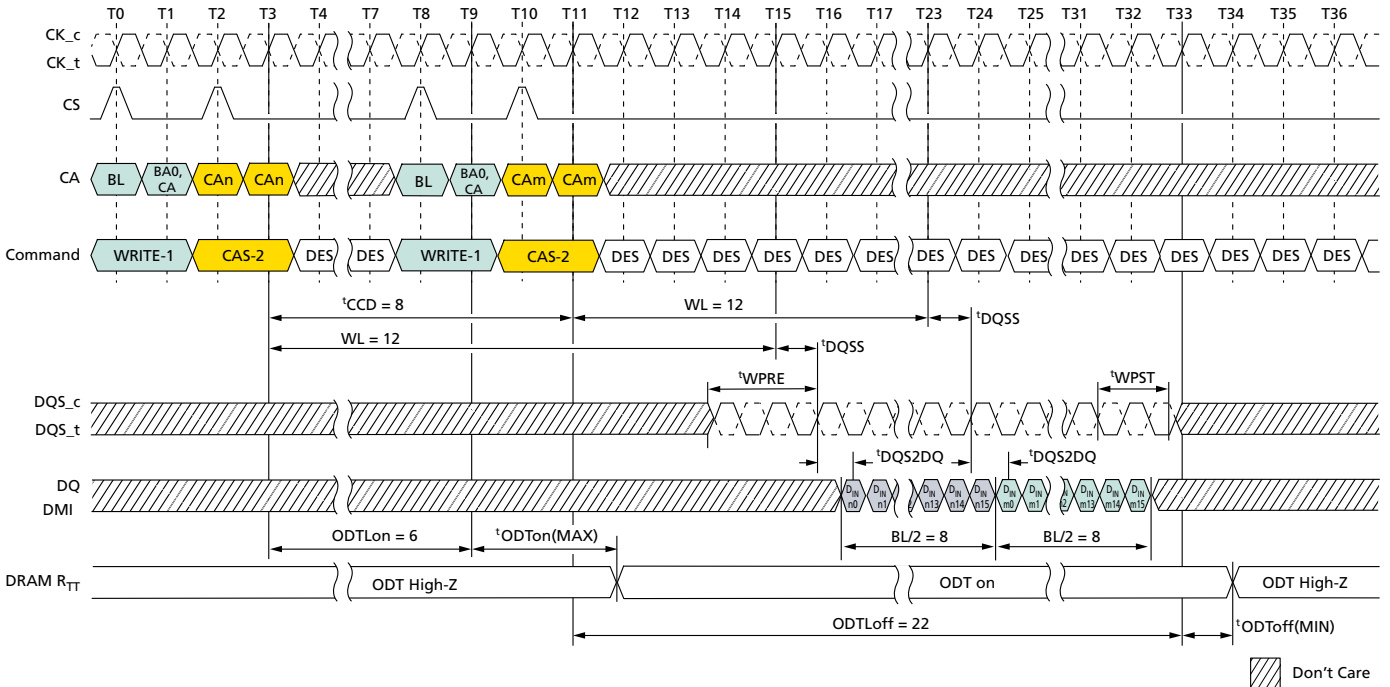 T0 T1 T2 T3 T4 T7 T8 T9 T10 T11 T12 T13 T14 T15 T16 T17 T23 T24 T25 T31 T32 T33 T34 T35 T36
CK_c
CK_t
CS
CA BL BA0, CA CAn CAn BL BA0, CA CAm CAm
Command WRITE-1 CAS-2 DES DES WRITE-1 CAS-2 DES DES DES DES DES DES DES DES DES DES DES DES DES DES DES
tCCD = 8 WL = 12 tDQSS
WL = 12 tDQSS
tWPRE tWPST
DQS_c
DQS_t
tDQS2DQ tDQS2DQ
DQ
DMI
DIN n0 DIN n1 DIN n13 DIN n14 DIN n15 DIN m0 DIN m1 DIN m13 DIN m14 DIN m15
ODTLon = 6 tODTon(MAX) BL/2 = 8 BL/2 = 8
DRAM RTT ODT High-Z ODT on ODT High-Z
ODTLoff = 22 tODToff(MIN)
Don't Care